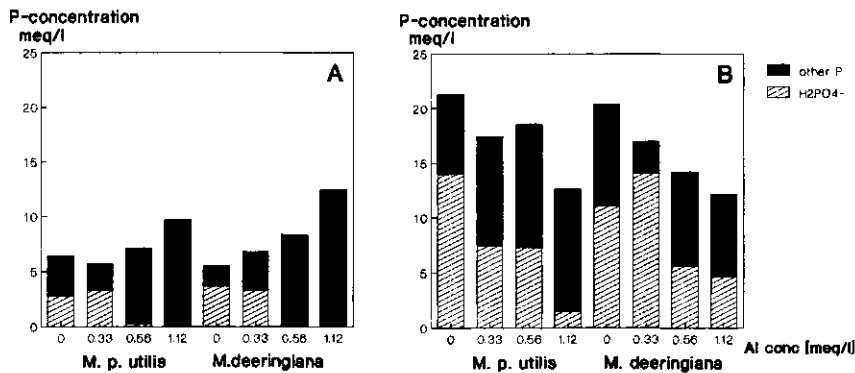 P-concentration
meq/l
25
20
15
10
5
0
A
0 0.33 0.56 1.12 0 0.33 0.56 1.12
M. p. utilis M.deeringiana
P-concentration
meq/l
25
20
15
10
5
0
B
other P
H2PO4-
0 0.33 0.56 1.12 0 0.33 0.56 1.12 Al conc [meq/l]
M. p. utilis M. deeringiana